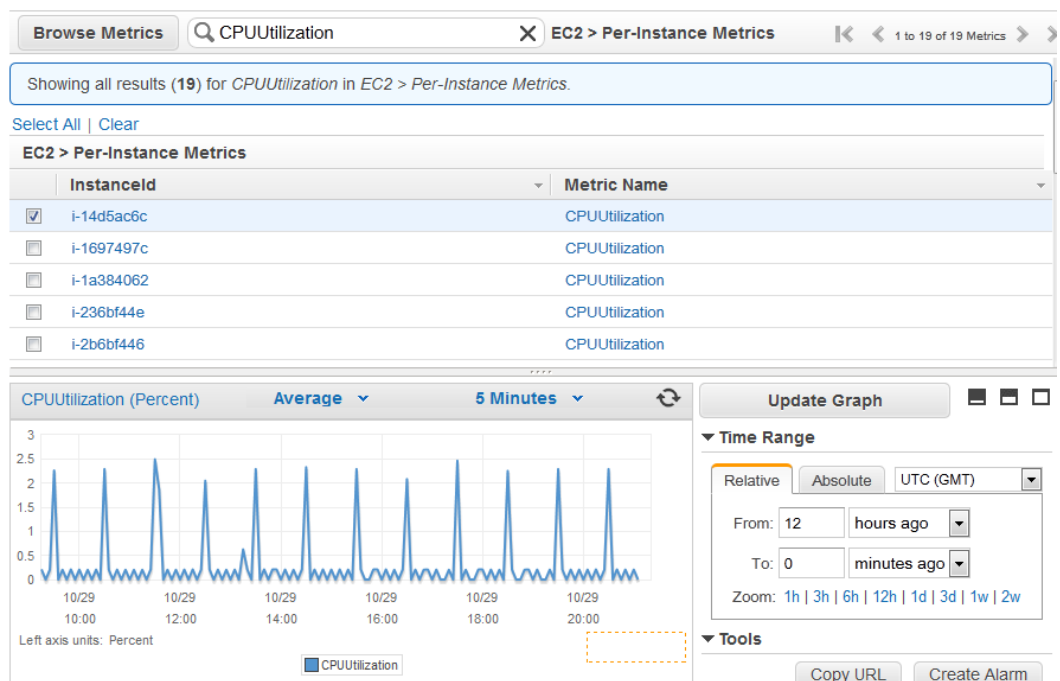 Browse Metrics CPUUtilization EC2 > Per-Instance Metrics 1 to 19 of 19 Metrics
Showing all results (19) for CPUUtilization in EC2 > Per-Instance Metrics.
Select All | Clear
EC2 > Per-Instance Metrics
InstanceId Metric Name
i-14d5ac6c CPUUtilization
i-1697497c CPUUtilization
i-1a384062 CPUUtilization
i-236bf44e CPUUtilization
i-2b6bf446 CPUUtilization
CPUUtilization (Percent) Average 5 Minutes
3
2.5
2
1.5
1
0.5
0
10/29 10/29 10/29 10/29 10/29 10/29
10:00 12:00 14:00 16:00 18:00 20:00
Left axis units: Percent
CPUUtilization
Update Graph
Time Range
Relative Absolute UTC (GMT)
From: 12 hours ago
To: 0 minutes ago
Zoom: 1h | 3h | 6h | 12h | 1d | 3d | 1w | 2w
Tools
Copy URL Create Alarm